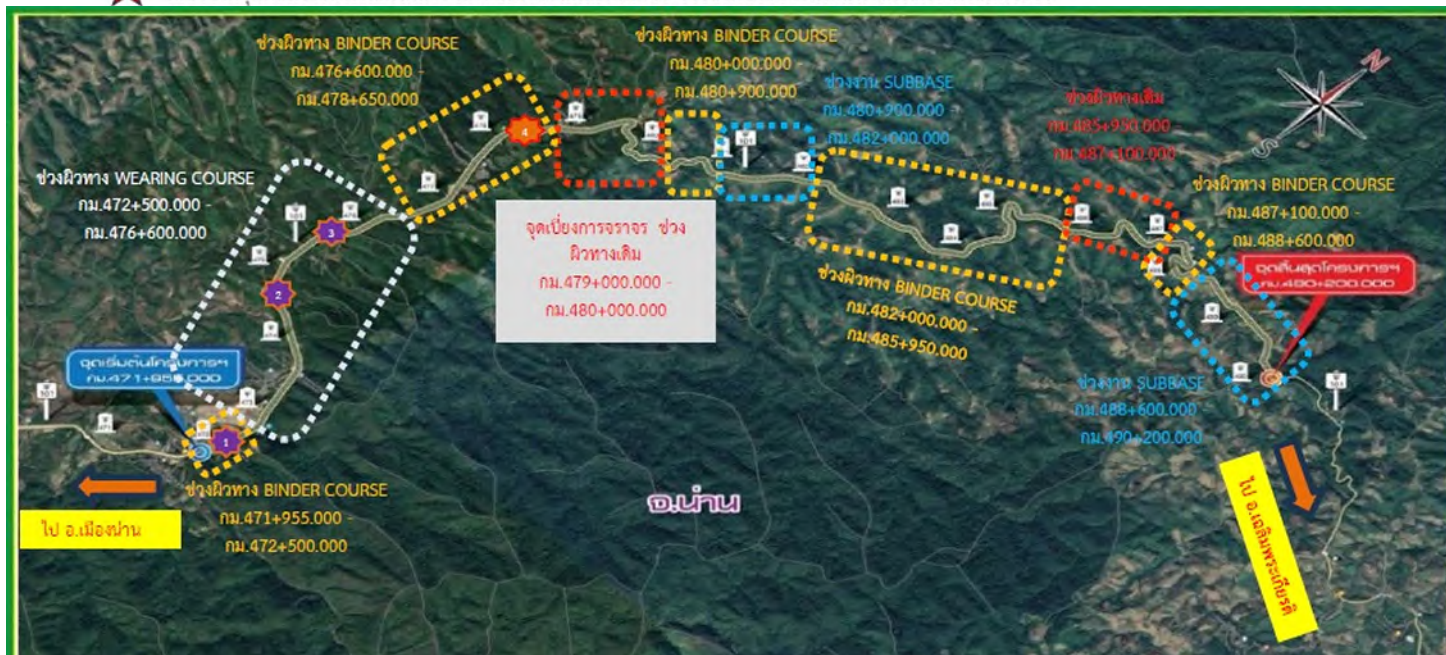 ช่วงผิวทาง BINDER COURSE
กม.476+600.000 -
กม.478+650.000
ช่วงผิวทาง BINDER COURSE
กม.480+000.000 -
กม.480+900.000
ช่วงงาน SUBBASE
กม.480+900.000 -
กม.482+000.000
ช่วงผิวทางเดิม
กม.485+950.000 -
กม.487+100.000
N
S
ช่วงผิวทาง WEARING COURSE
กม.472+500.000 -
กม.476+600.000
4
3
2
1
จุดเบี่ยงการจราจร ช่วง
ผิวทางเดิม
กม.479+000.000 -
กม.480+000.000
ช่วงผิวทาง BINDER COURSE
กม.487+100.000 -
กม.488+600.000
จุดสิ้นสุดโครงการฯ
กม.490+200.000
ช่วงผิวทาง BINDER COURSE
กม.482+000.000 -
กม.485+950.000
จุดเริ่มต้นโครงการฯ
กม.471+955.000
ช่วงงาน SUBBASE
กม.488+600.000 -
กม.490+200.000
ช่วงผิวทาง BINDER COURSE
กม.471+955.000 -
กม.472+500.000
จ.น่าน
ไป อ.เมืองน่าน
ไป อ.เฉลิมพระเกียรติ